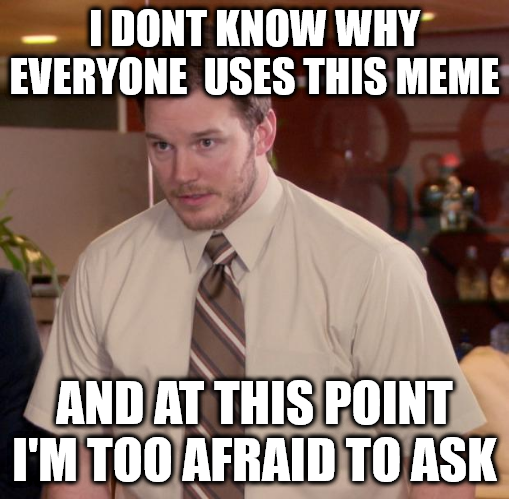 I DONT KNOW WHY
EVERYONE  USES THIS MEME
AND AT THIS POINT
I'M TOO AFRAID TO ASK